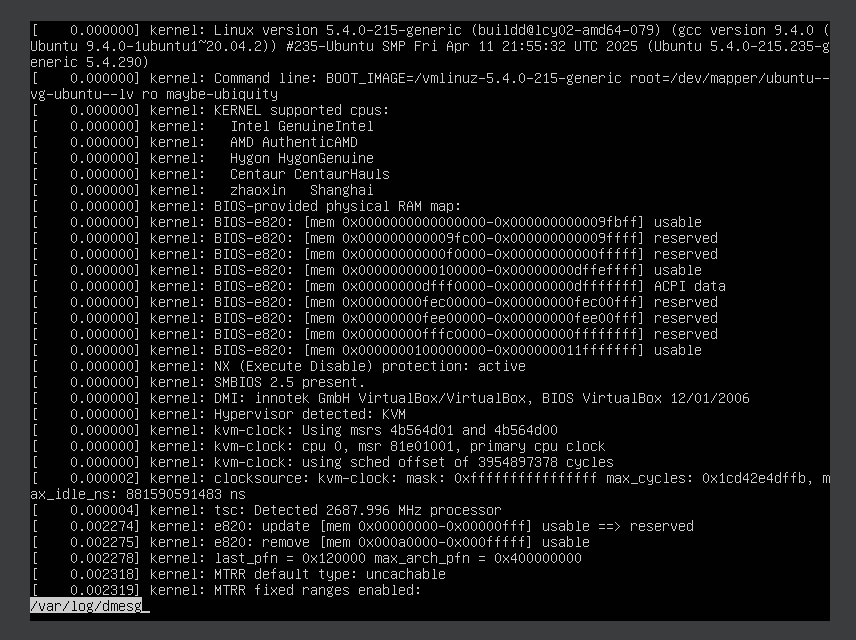 [    0.000000] kernel: Linux version 5.4.0-215-generic (buildd@lcy02-amd64-079) (gcc version 9.4.0 (
Ubuntu 9.4.0-1ubuntu1~20.04.2)) #235-Ubuntu SMP Fri Apr 11 21:55:32 UTC 2025 (Ubuntu 5.4.0-215.235-g
eneric 5.4.290)
[    0.000000] kernel: Command line: BOOT_IMAGE=/vmlinuz-5.4.0-215-generic root=/dev/mapper/ubuntu--
vg-ubuntu--lv ro maybe-ubiquity
[    0.000000] kernel: KERNEL supported cpus:
[    0.000000] kernel:   Intel GenuineIntel
[    0.000000] kernel:   AMD AuthenticAMD
[    0.000000] kernel:   Hygon HygonGenuine
[    0.000000] kernel:   Centaur CentaurHauls
[    0.000000] kernel:   zhaoxin   Shanghai
[    0.000000] kernel: BIOS-provided physical RAM map:
[    0.000000] kernel: BIOS-e820: [mem 0x0000000000000000-0x000000000009fbff] usable
[    0.000000] kernel: BIOS-e820: [mem 0x000000000009fc00-0x000000000009ffff] reserved
[    0.000000] kernel: BIOS-e820: [mem 0x00000000000f0000-0x00000000000fffff] reserved
[    0.000000] kernel: BIOS-e820: [mem 0x0000000000100000-0x00000000dffeffff] usable
[    0.000000] kernel: BIOS-e820: [mem 0x00000000dfff0000-0x00000000dfffffff] ACPI data
[    0.000000] kernel: BIOS-e820: [mem 0x00000000fec00000-0x00000000fec00fff] reserved
[    0.000000] kernel: BIOS-e820: [mem 0x00000000fee00000-0x00000000fee00fff] reserved
[    0.000000] kernel: BIOS-e820: [mem 0x00000000fffc0000-0x00000000ffffffff] reserved
[    0.000000] kernel: BIOS-e820: [mem 0x0000000100000000-0x000000011fffffff] usable
[    0.000000] kernel: NX (Execute Disable) protection: active
[    0.000000] kernel: SMBIOS 2.5 present.
[    0.000000] kernel: DMI: innotek GmbH VirtualBox/VirtualBox, BIOS VirtualBox 12/01/2006
[    0.000000] kernel: Hypervisor detected: KVM
[    0.000000] kernel: kvm-clock: Using msrs 4b564d01 and 4b564d00
[    0.000000] kernel: kvm-clock: cpu 0, msr 81e01001, primary cpu clock
[    0.000000] kernel: kvm-clock: using sched offset of 3954897378 cycles
[    0.000002] kernel: clocksource: kvm-clock: mask: 0xffffffffffffffff max_cycles: 0x1cd42e4dffb, m
ax_idle_ns: 881590591483 ns
[    0.000004] kernel: tsc: Detected 2687.996 MHz processor
[    0.002274] kernel: e820: update [mem 0x00000000-0x00000fff] usable ==> reserved
[    0.002275] kernel: e820: remove [mem 0x000a0000-0x000fffff] usable
[    0.002278] kernel: last_pfn = 0x120000 max_arch_pfn = 0x400000000
[    0.002318] kernel: MTRR default type: uncachable
[    0.002319] kernel: MTRR fixed ranges enabled:
/var/log/dmesg_